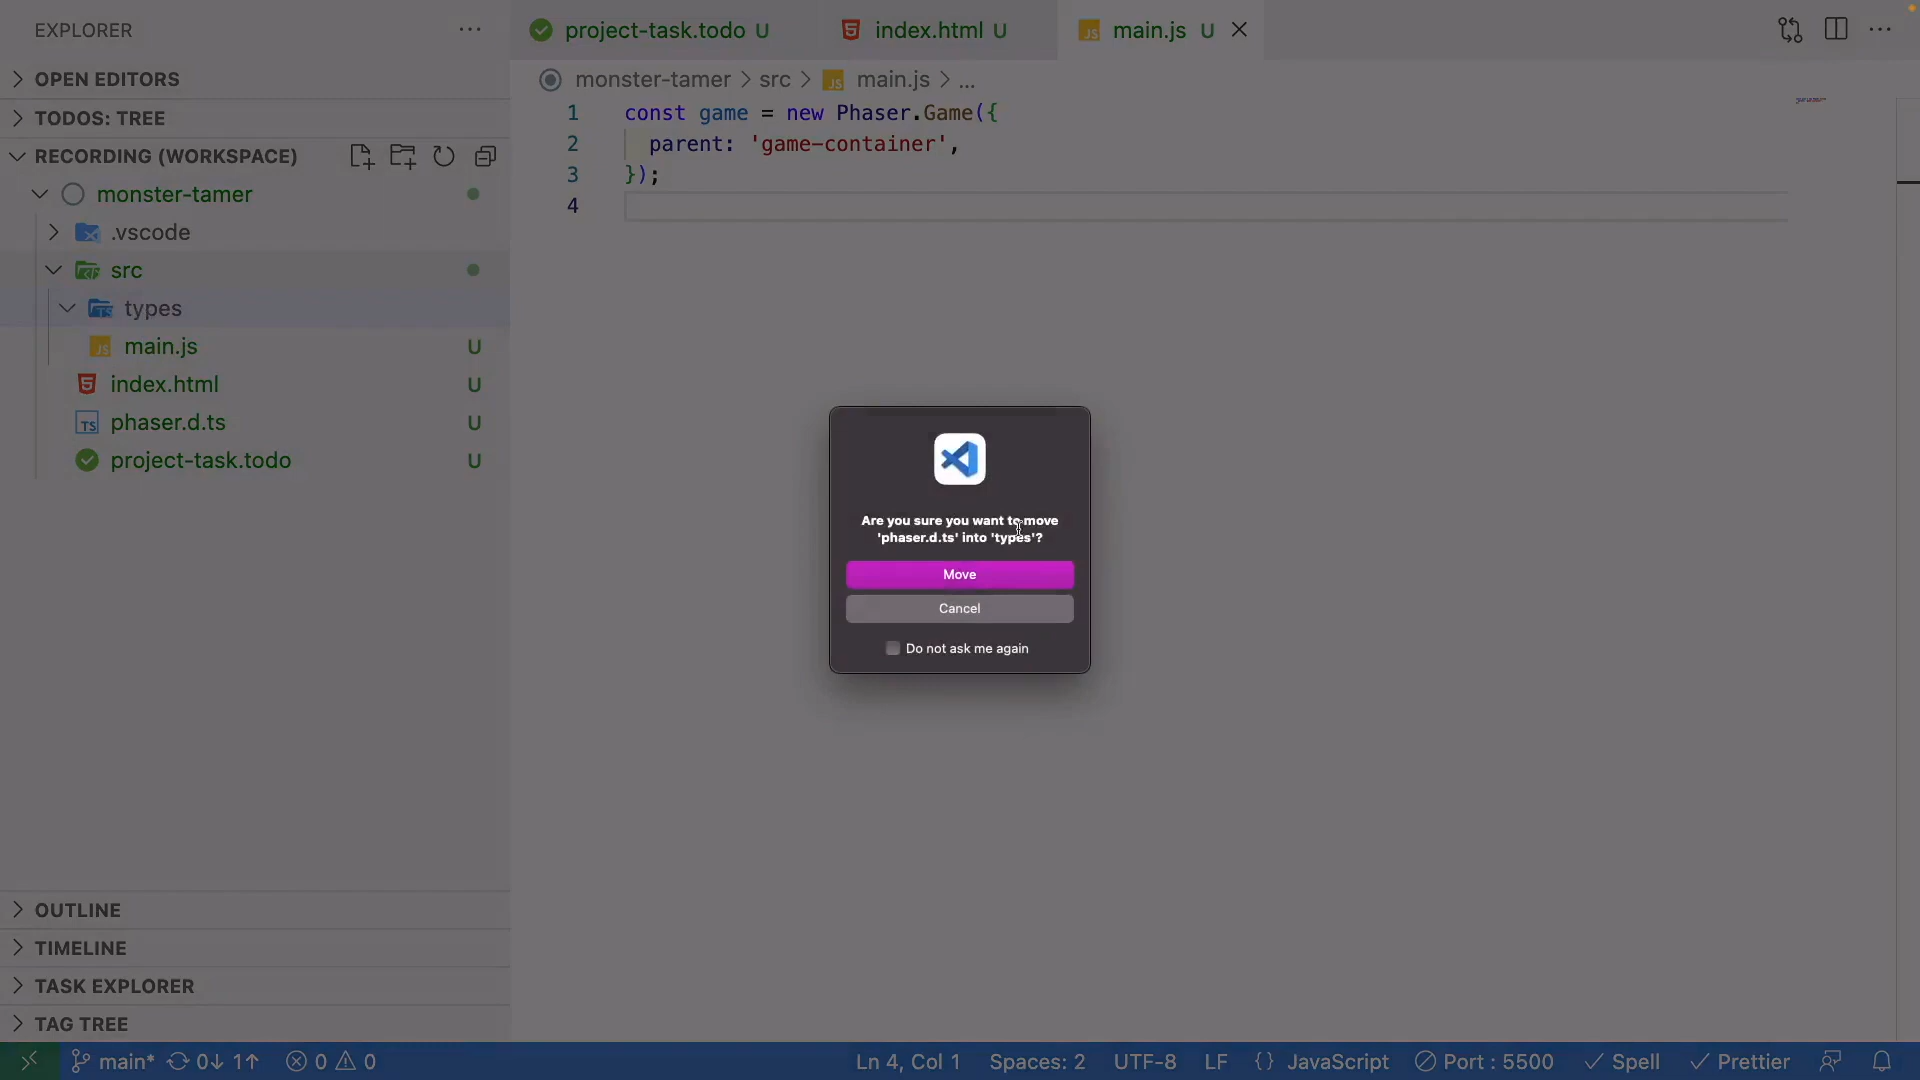 EXPLORER
project-task.todo U
index.html U
main.js U
OPEN EDITORS
TODOS: TREE
RECORDING (WORKSPACE)
monster-tamer
.vscode
src
types
main.js U
index.html U
phaser.d.ts U
project-task.todo U
monster-tamer > src > main.js > ...
1 const game = new Phaser.Game({
2 parent: 'game-container',
3 });
4
Are you sure you want to move
'phaser.d.ts' into 'types'?
Move
Cancel
Do not ask me again
OUTLINE
TIMELINE
TASK EXPLORER
TAG TREE
main* 0↓ 1↑ 0 0 Ln 4, Col 1 Spaces: 2 UTF-8 LF {} JavaScript Port : 5500 Spell Prettier